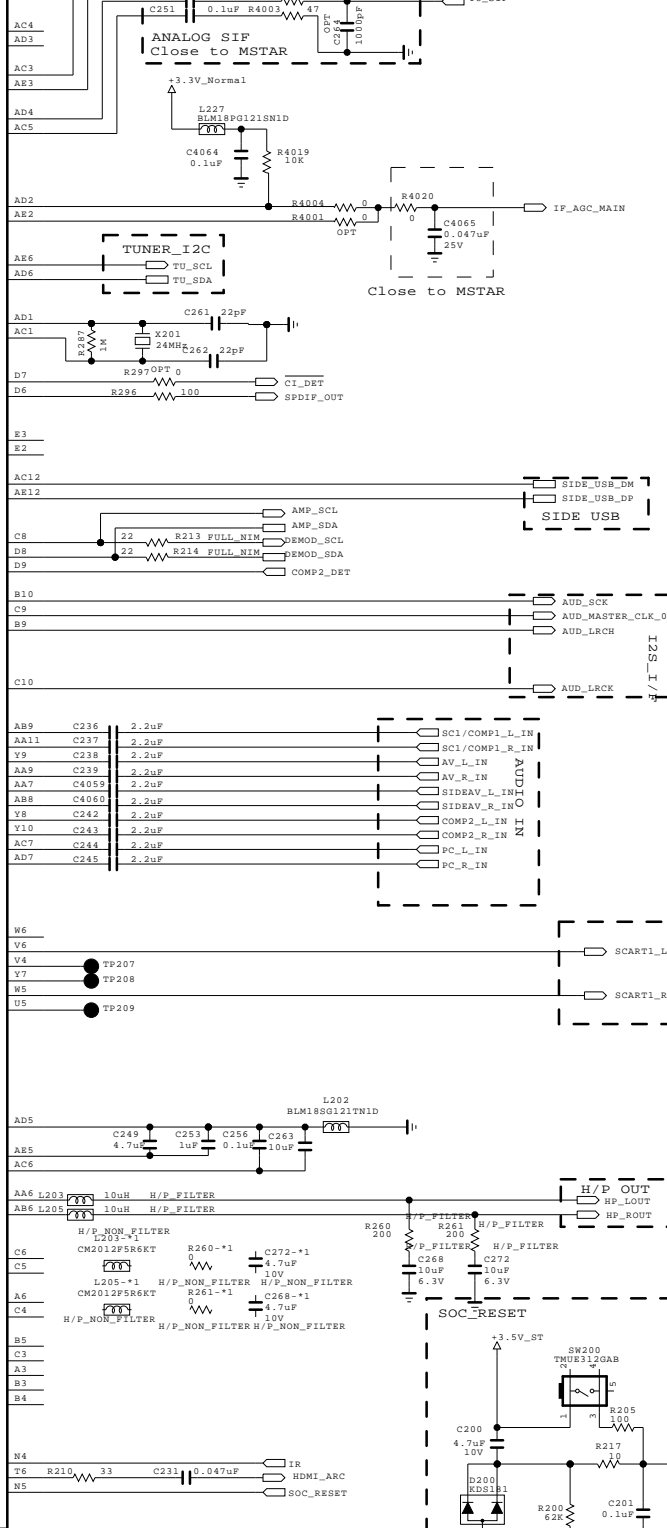 C251 0.1uF R4003 47
OPT
C264
1000pF
AC4
AD3
ANALOG SIF
Close to MSTAR
AC3
AE3
+3.3V_Normal
AD4
AC5
L227
BLM18PG121SN1D
C4064
0.1uF
R4019
10K
AD2
AE2
R4004 0
R4001 0
OPT
R4020
0
IF_AGC_MAIN
C4065
0.047uF
25V
Close to MSTAR
TUNER_I2C
AE6
AD6
TU_SCL
TU_SDA
AD1
AC1
R287
1M
X201
24MHz
C261 22pF
C262 22pF
D7
D6
R297 OPT 0
R296 100
CI_DET
SPDIF_OUT
E3
E2
AC12
AE12
SIDE_USB_DM
SIDE_USB_DP
SIDE USB
AMP_SCL
AMP_SDA
C8 22 R213 FULL_NIM DEMOD_SCL
D8 22 R214 FULL_NIM DEMOD_SDA
D9 COMP2_DET
B10 AUD_SCK
C9 AUD_MASTER_CLK_0
B9 AUD_LRCH
I2S_I/F
C10 AUD_LRCK
AB9 C236 2.2uF SC1/COMP1_L_IN
AA11 C237 2.2uF SC1/COMP1_R_IN
Y9 C238 2.2uF AV_L_IN
AA9 C239 2.2uF AV_R_IN
AA7 C4059 2.2uF SIDEAV_L_IN
AB8 C4060 2.2uF SIDEAV_R_IN
Y8 C242 2.2uF COMP2_L_IN
Y10 C243 2.2uF COMP2_R_IN
AC7 C244 2.2uF PC_L_IN
AD7 C245 2.2uF PC_R_IN
AUDIO IN
W6
V6 SCART1_L
V4 TP207
Y7 TP208
W5 SCART1_R
U5 TP209
L202
BLM18SG121TN1D
AD5
AE5
AC6
C249
4.7uF
C253
1uF
C256
0.1uF
C263
10uF
H/P OUT
AA6 L203 10uH H/P_FILTER HP_LOUT
AB6 L205 10uH H/P_FILTER HP_ROUT
R260
200
H/P_FILTER
R261
200
H/P_FILTER
H/P_FILTER
C268
10uF
6.3V
H/P_FILTER
C272
10uF
6.3V
H/P_NON_FILTER
L203-*1
CM2012F5R6KT
C6
C5
R260-*1
0
H/P_NON_FILTER
C272-*1
4.7uF
10V
H/P_NON_FILTER
L205-*1
CM2012F5R6KT
H/P_NON_FILTER
A6
C4
R261-*1
0
H/P_NON_FILTER
C268-*1
4.7uF
10V
H/P_NON_FILTER
B5
C3
A3
B3
B4
SOC_RESET
+3.5V_ST
SW200
TMUE312GAB
2 4
5
1 3
R205
100
C200
4.7uF
10V
R217
10
D200
KDS181
R200
62K
C201
0.1uF
N4 IR
T6 R210 33 C231 0.047uF HDMI_ARC
N5 SOC_RESET